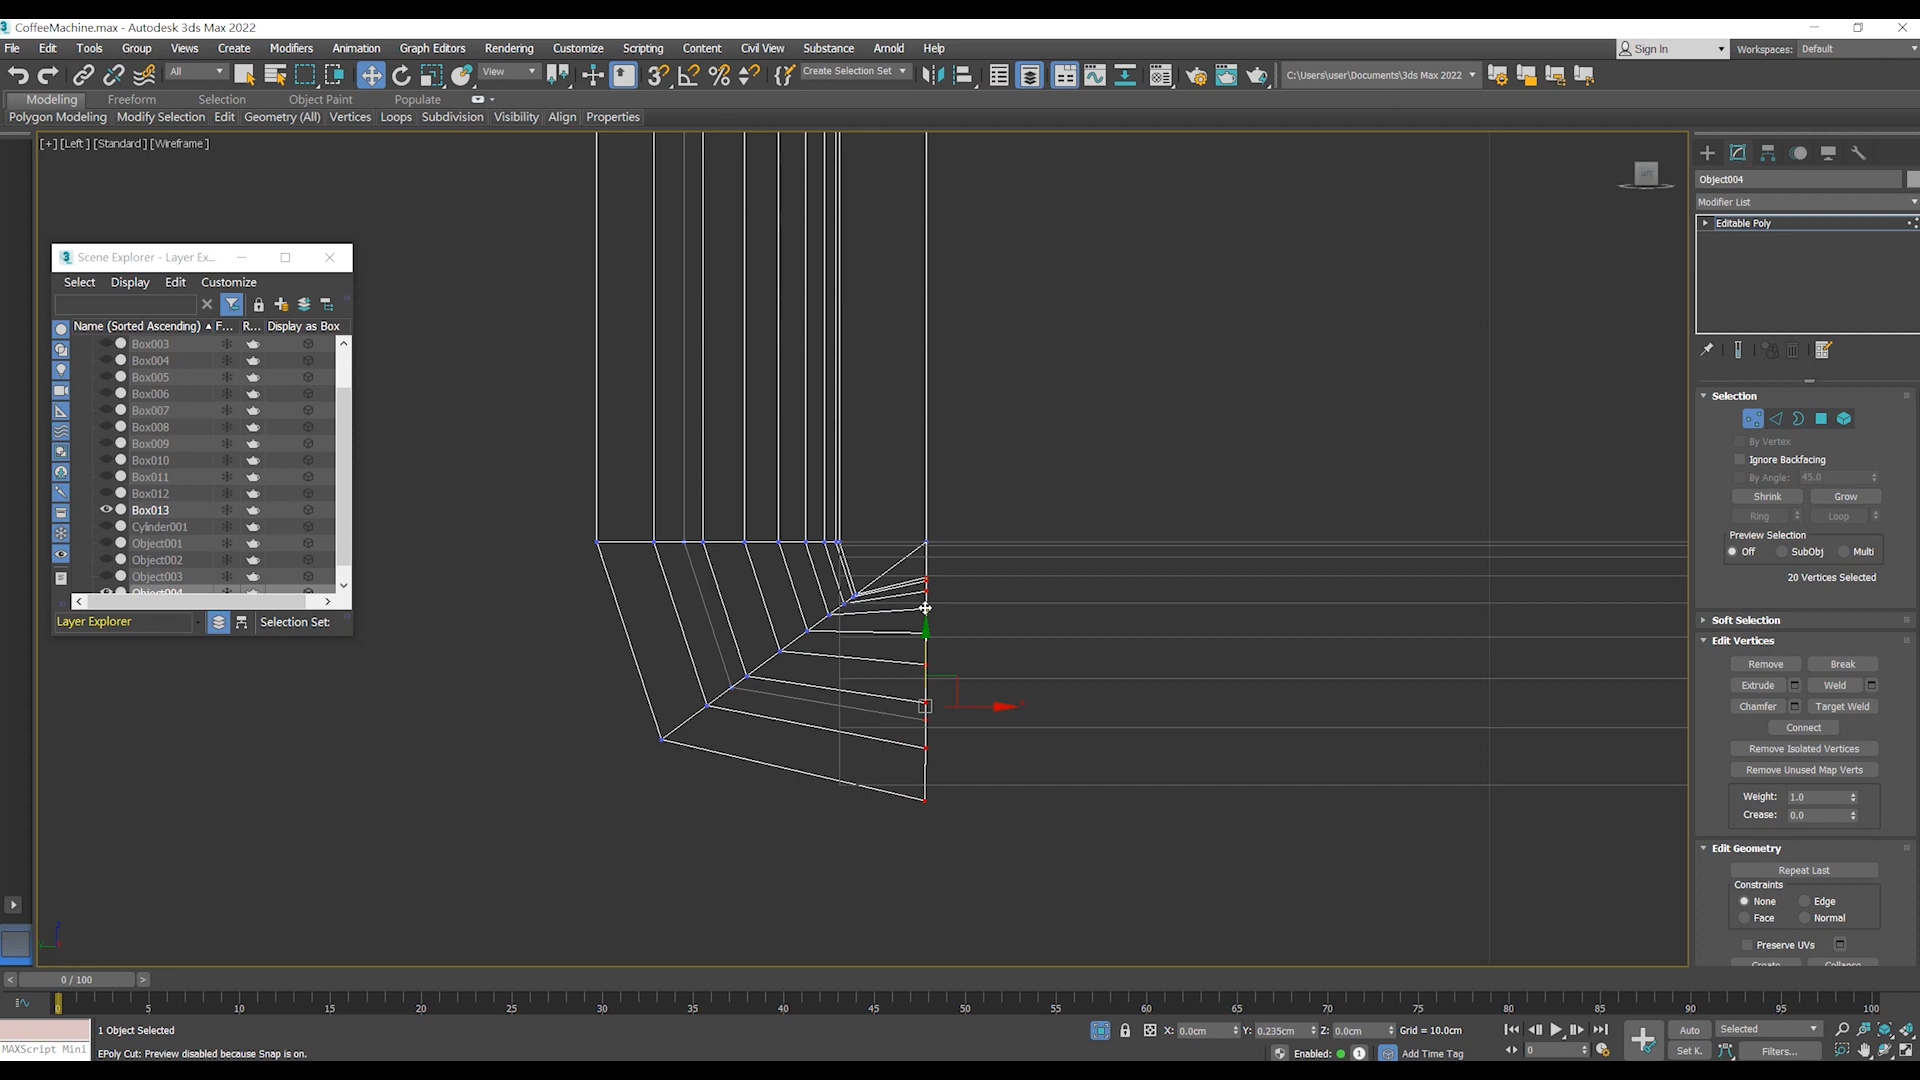 CoffeeMachine.max - Autodesk 3ds Max 2022
File Edit Tools Group Views Create Modifiers Animation Graph Editors Rendering Customize Scripting Content Civil View Substance Arnold Help
Sign In Workspaces: Default
All View Create Selection Set C:\Users\user\Documents\3ds Max 2022
Modeling Freeform Selection Object Paint Populate
Polygon Modeling Modify Selection Edit Geometry (All) Vertices Loops Subdivision Visibility Align Properties
[+] [Left ] [Standard ] [Wireframe ]
Object004
Modifier List
Editable Poly
Scene Explorer - Layer Ex...
Select Display Edit Customize
Name (Sorted Ascending) F... R... Display as Box
Box003
Box004
Box005
Box006
Box007
Box008
Box009
Box010
Box011
Box012
Box013
Cylinder001
Object001
Object002
Object003
Object004
Layer Explorer Selection Set:
Selection
By Vertex
Ignore Backfacing
By Angle: 45.0
Shrink Grow
Ring Loop
Preview Selection
Off SubObj Multi
20 Vertices Selected
Soft Selection
Edit Vertices
Remove Break
Extrude Weld
Chamfer Target Weld
Connect
Remove Isolated Vertices
Remove Unused Map Verts
Weight: 1.0
Crease: 0.0
Edit Geometry
Repeat Last
Constraints
None Edge
Face Normal
Preserve UVs
Create Collapse
0 / 100
0 5 10 15 20 25 30 35 40 45 50 55 60 65 70 75 80 85 90 95 100
1 Object Selected
X: 0.0cm Y: 0.235cm Z: 0.0cm Grid = 10.0cm
Auto Selected
MAXScript Mini
EPoly Cut: Preview disabled because Snap is on.
Enabled: 1 Add Time Tag
0
Set K. Filters...